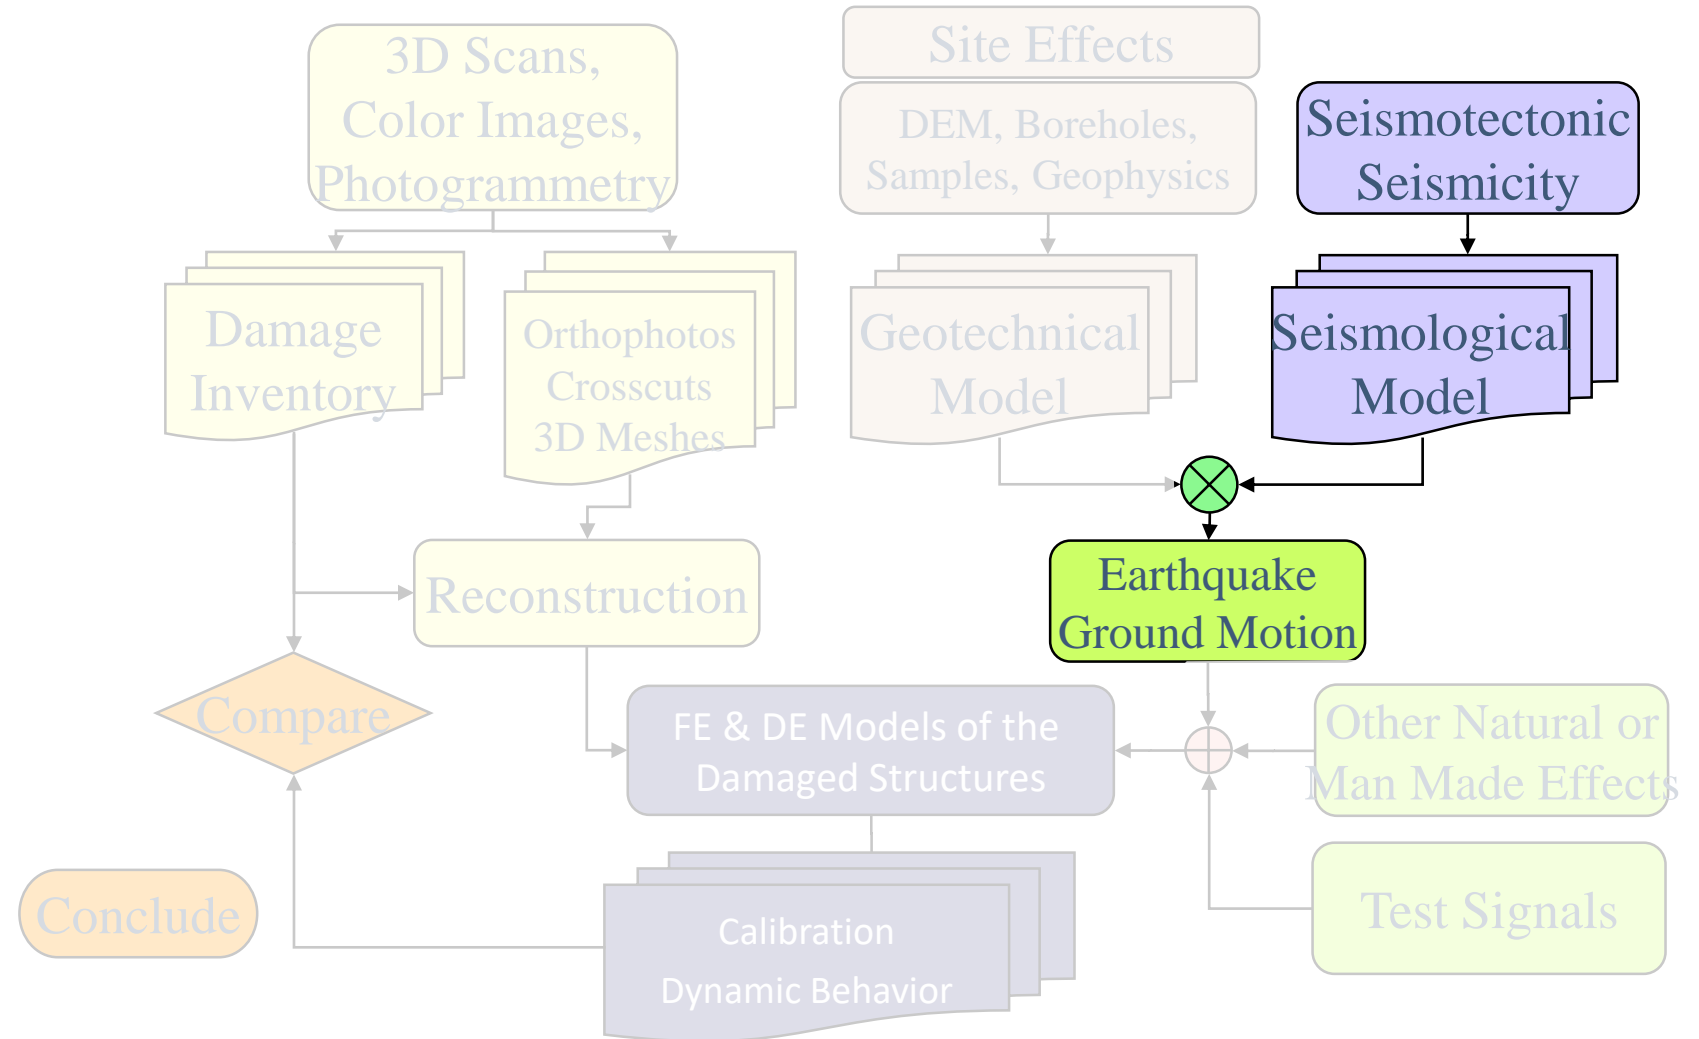 3D Scans,
Color Images,
Photogrammetry
Site Effects
DEM, Boreholes,
Samples, Geophysics
Seismotectonic
Seismicity
Damage
Inventory
Orthophotos
Crosscuts
3D Meshes
Geotechnical
Model
Seismological
Model
Reconstruction
Earthquake
Ground Motion
Compare
FE & DE Models of the
Damaged Structures
Other Natural or
Man Made Effects
Conclude
Calibration
Dynamic Behavior
Test Signals